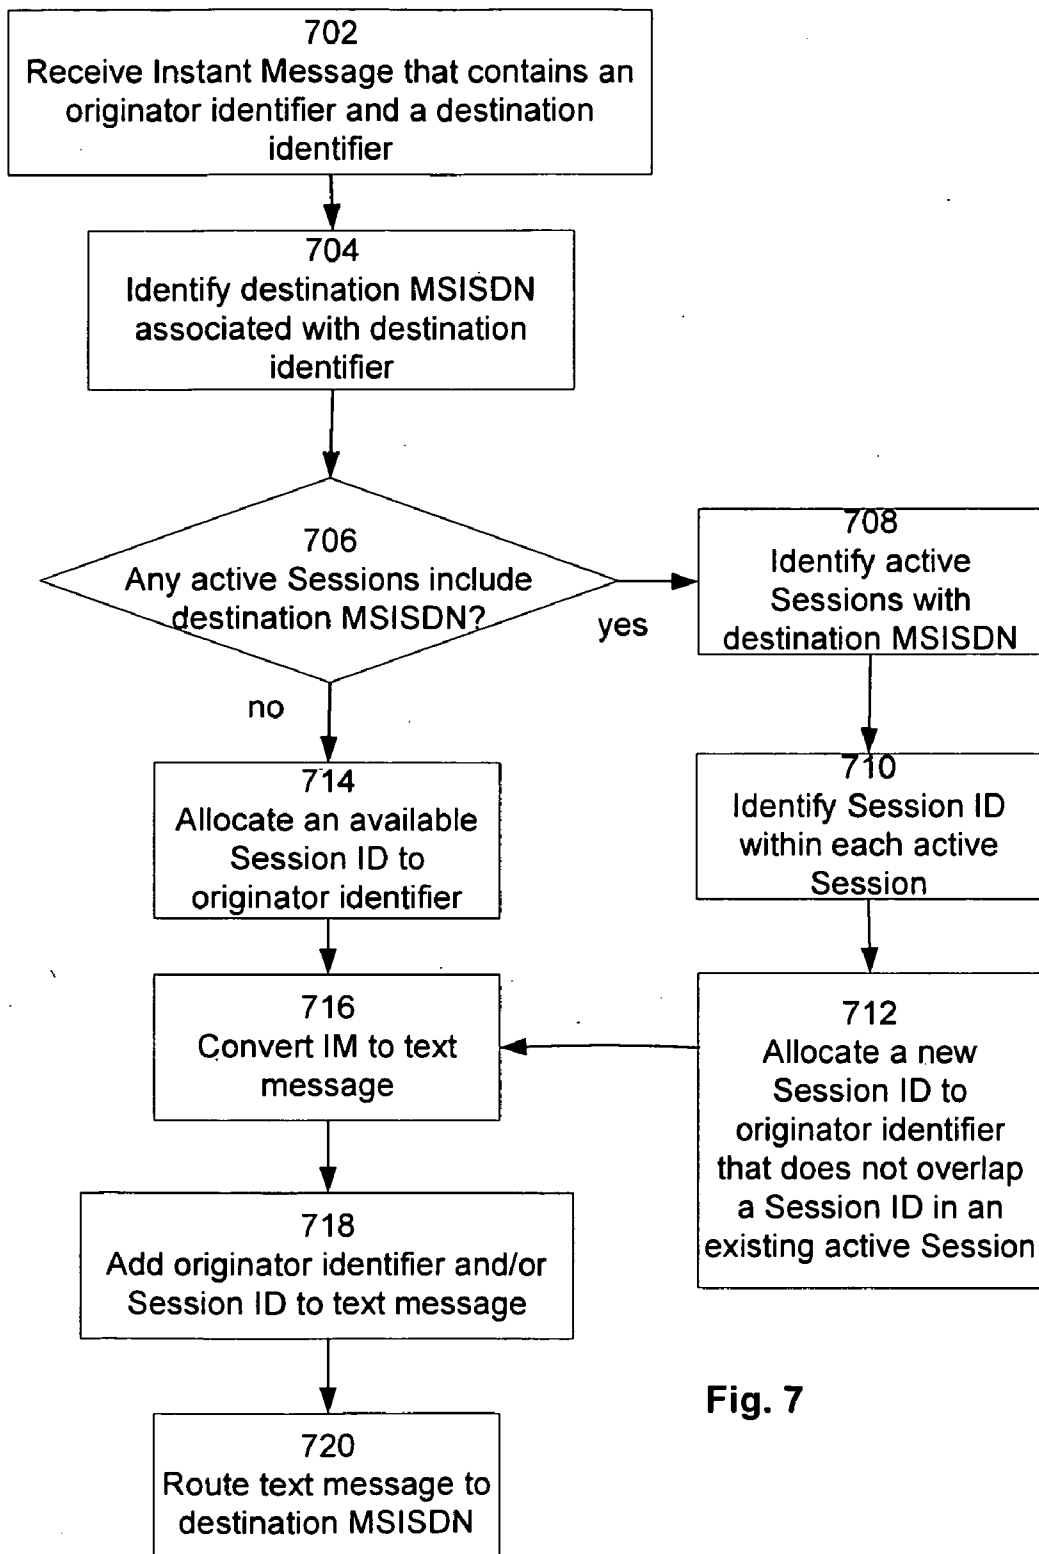 702
Receive Instant Message that contains an
originator identifier and a destination
identifier
704
Identify destination MSISDN
associated with destination
identifier
706
Any active Sessions include
destination MSISDN?
yes
no
708
Identify active
Sessions with
destination MSISDN
710
Identify Session ID
within each active
Session
712
Allocate a new
Session ID to
originator identifier
that does not overlap
a Session ID in an
existing active Session
714
Allocate an available
Session ID to
originator identifier
716
Convert IM to text
message
718
Add originator identifier and/or
Session ID to text message
720
Route text message to
destination MSISDN
Fig. 7